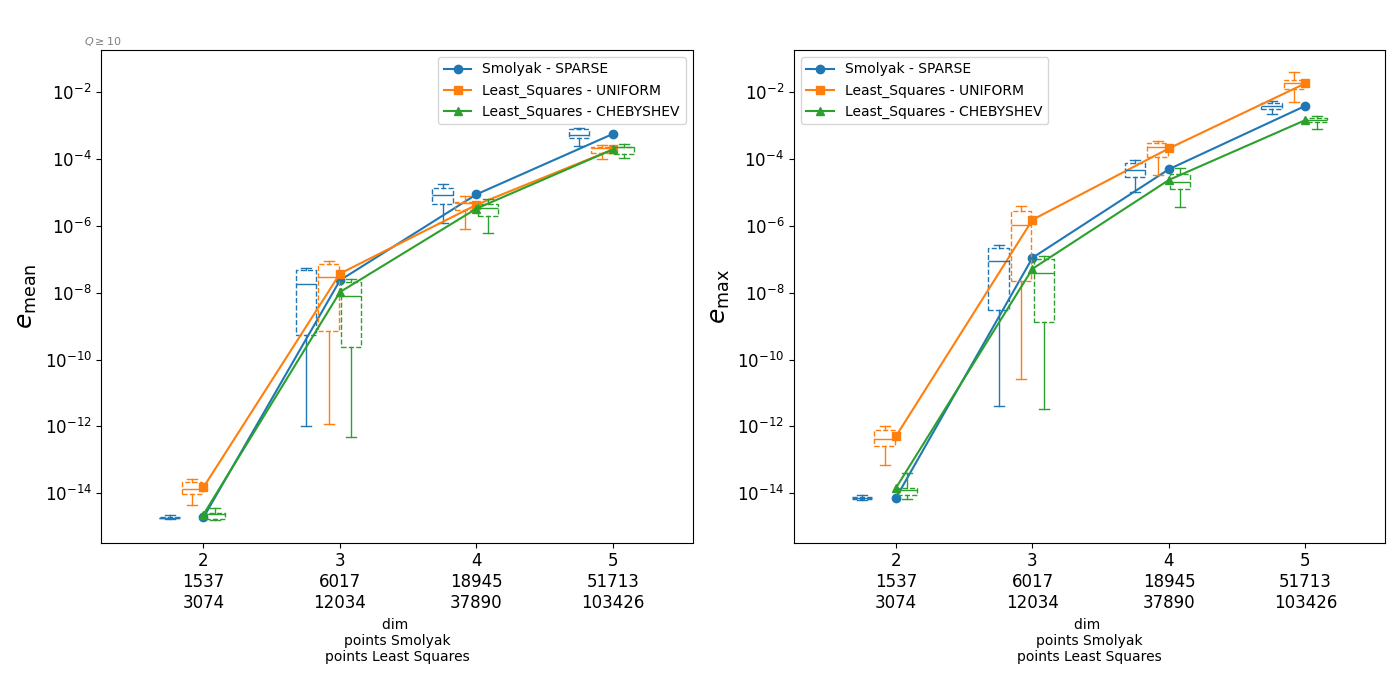 Q ≥ 10
Smolyak - SPARSE
Least_Squares - UNIFORM
Least_Squares - CHEBYSHEV
10⁻²
10⁻⁴
10⁻⁶
10⁻⁸
10⁻¹⁰
10⁻¹²
10⁻¹⁴
e_mean
2 3 4 5
1537 6017 18945 51713
3074 12034 37890 103426
dim
points Smolyak
points Least Squares
Smolyak - SPARSE
Least_Squares - UNIFORM
Least_Squares - CHEBYSHEV
10⁻²
10⁻⁴
10⁻⁶
10⁻⁸
10⁻¹⁰
10⁻¹²
10⁻¹⁴
e_max
2 3 4 5
1537 6017 18945 51713
3074 12034 37890 103426
dim
points Smolyak
points Least Squares